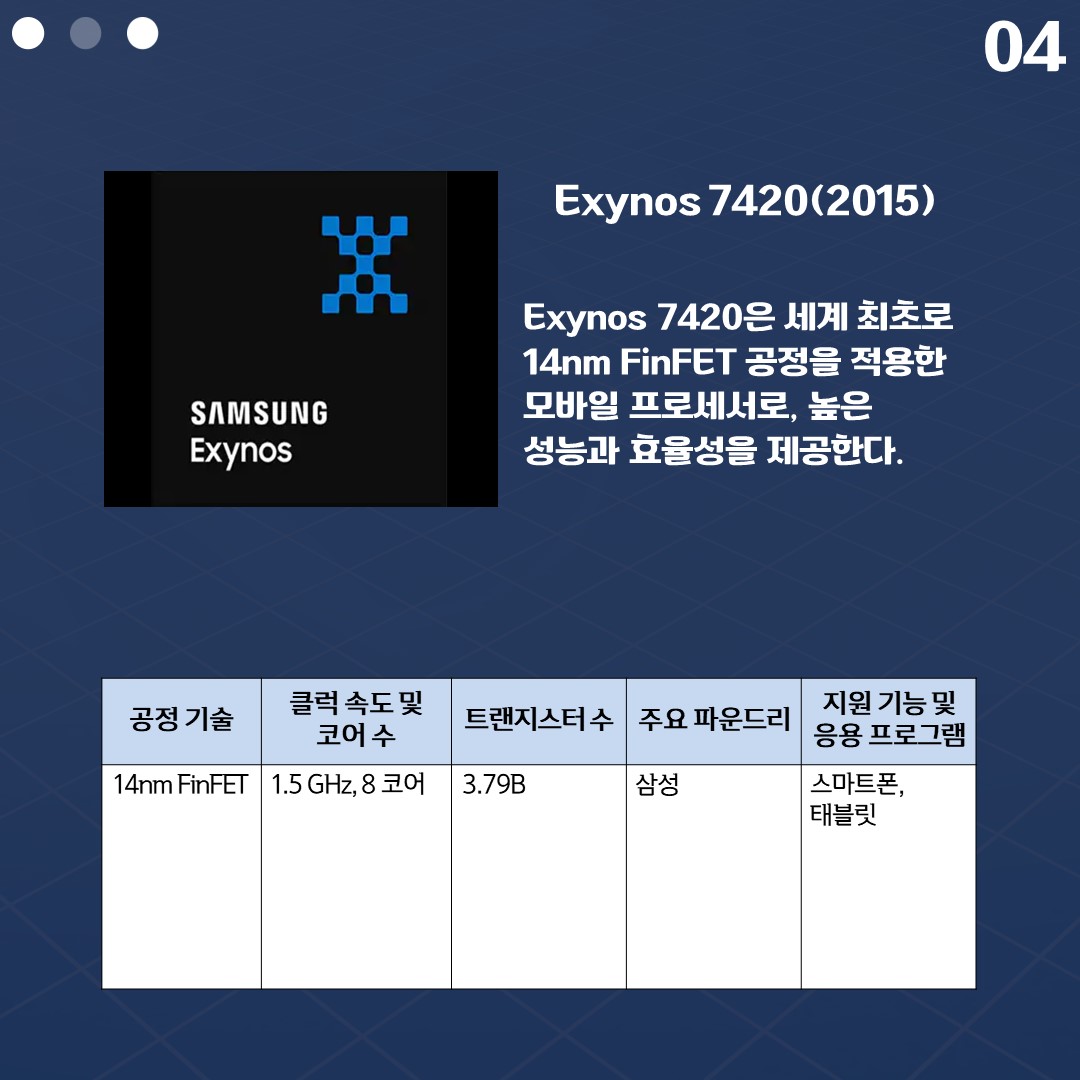 04
SAMSUNG
Exynos
Exynos 7420(2015)
Exynos 7420은 세계 최초로
14nm FinFET 공정을 적용한
모바일 프로세서로, 높은
성능과 효율성을 제공한다.
공정 기술
클럭 속도 및
코어 수
트랜지스터 수
주요 파운드리
지원 기능 및
응용 프로그램
14nm FinFET
1.5 GHz, 8 코어
3.79B
삼성
스마트폰,
태블릿